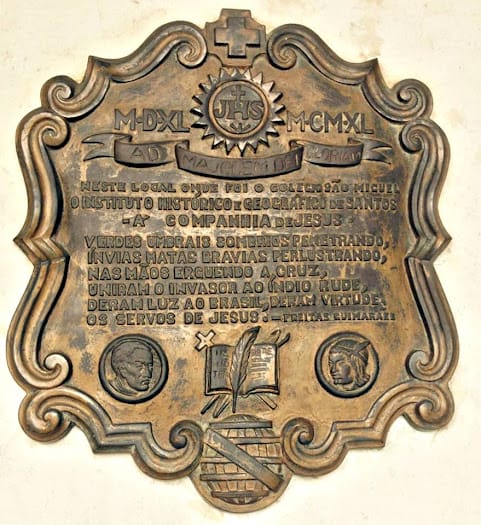 JHS
M·D·XL M·CM·XL
AD MAJOREM DEI GLORIAM
NESTE LOCAL ONDE FOI O COLEGIO SÃO MIGUEL
O INSTITUTO HISTÓRICO E GEOGRÁFICO DE SANTOS
- A' COMPANHIA DE JESUS -
VERDES UMBRAIS SOMBRIOS PENETRANDO,
ÍNVIAS MATAS BRAVIAS PERLUSTRANDO,
NAS MÃOS ERGUENDO A CRUZ,
UNIRAM O INVASOR AO ÍNDIO RUDE,
DERAM LUZ AO BRASIL, DERAM VIRTUDE,
OS SERVOS DE JESUS. - FREITAS GUIMARÃES